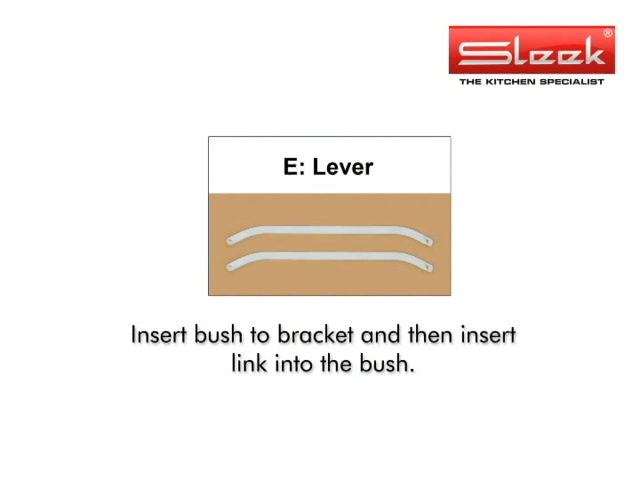 Sleek®
THE KITCHEN SPECIALIST
E: Lever
Insert bush to bracket and then insert
link into the bush.